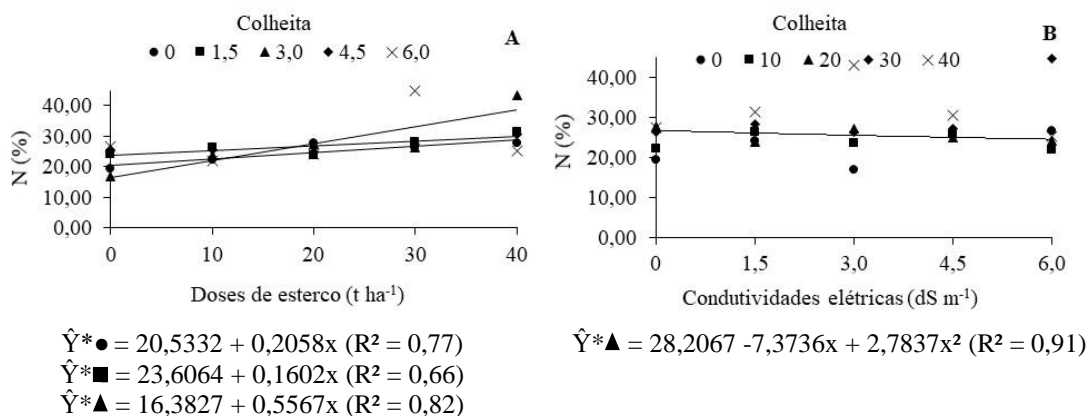 Colheita
A
● 0 ■ 1,5 ▲ 3,0 ◆ 4,5 × 6,0
N (%)
40,00
30,00
20,00
10,00
0,00
0 10 20 30 40
Doses de esterco (t ha⁻¹)
Ŷ*● = 20,5332 + 0,2058x (R² = 0,77)
Ŷ*■ = 23,6064 + 0,1602x (R² = 0,66)
Ŷ*▲ = 16,3827 + 0,5567x (R² = 0,82)
Colheita
B
● 0 ■ 10 ▲ 20 ◆ 30 × 40
N (%)
40,00
30,00
20,00
10,00
0,00
0 1,5 3,0 4,5 6,0
Condutividades elétricas (dS m⁻¹)
Ŷ*▲ = 28,2067 -7,3736x + 2,7837x² (R² = 0,91)